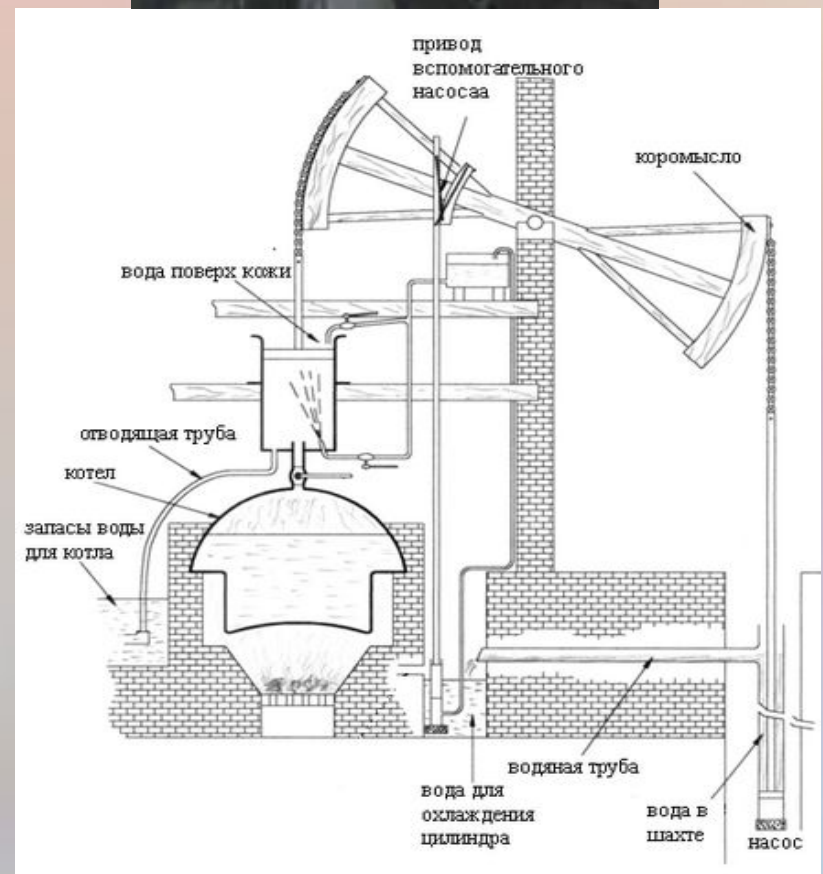 привод
вспомогательного
насосаа
коромысло
вода поверх кожи
отводящая труба
котел
запасы воды
для котла
водяная труба
вода для
охлаждения
цилиндра
вода в
шахте
насос